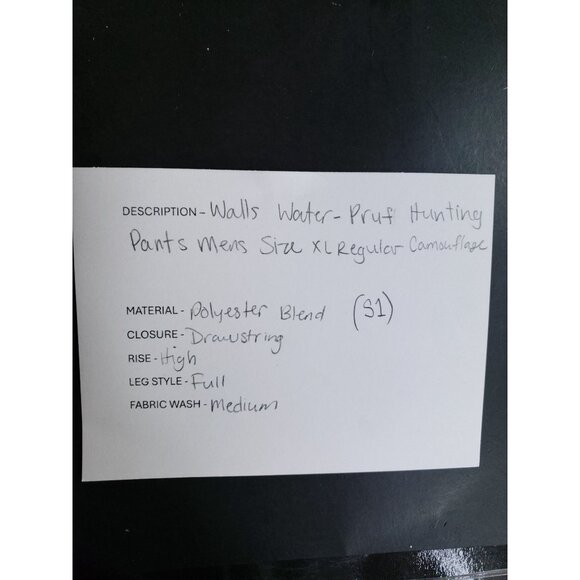 DESCRIPTION - Walls Water-Pruf Hunting
Pants Mens Size XL Regular Camouflage
MATERIAL - Polyester Blend (S1)
CLOSURE - Drawstring
RISE - High
LEG STYLE - Full
FABRIC WASH - Medium